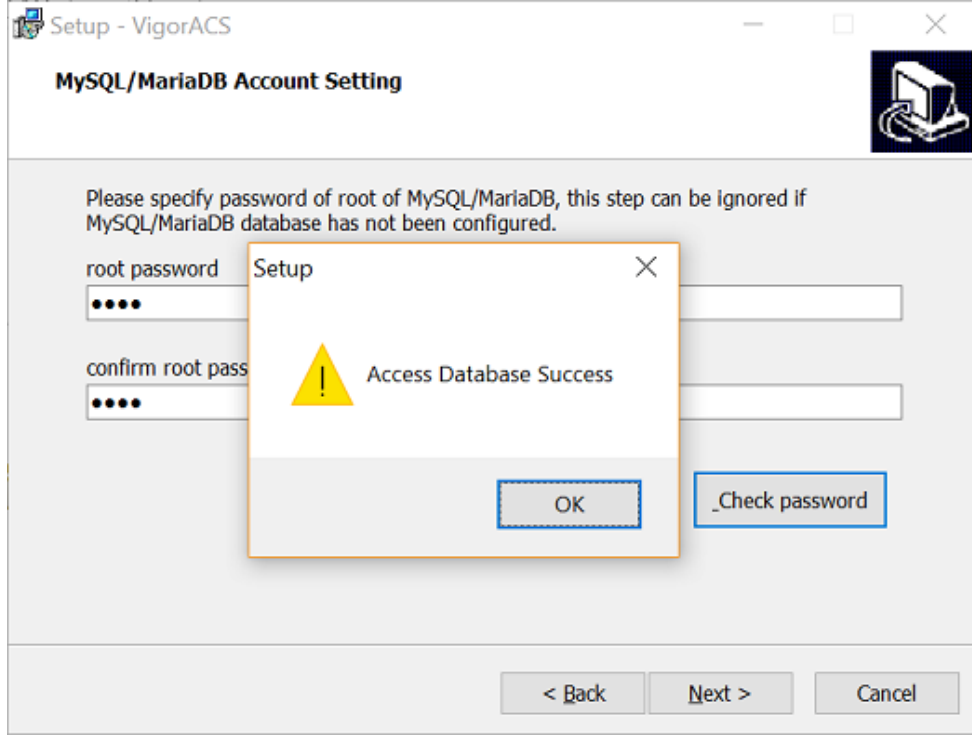 Setup - VigorACS
MySQL/MariaDB Account Setting
Please specify password of root of MySQL/MariaDB, this step can be ignored if
MySQL/MariaDB database has not been configured.
root password
••••
confirm root pass
••••
Setup
!
Access Database Success
OK
_Check password
< Back
Next >
Cancel